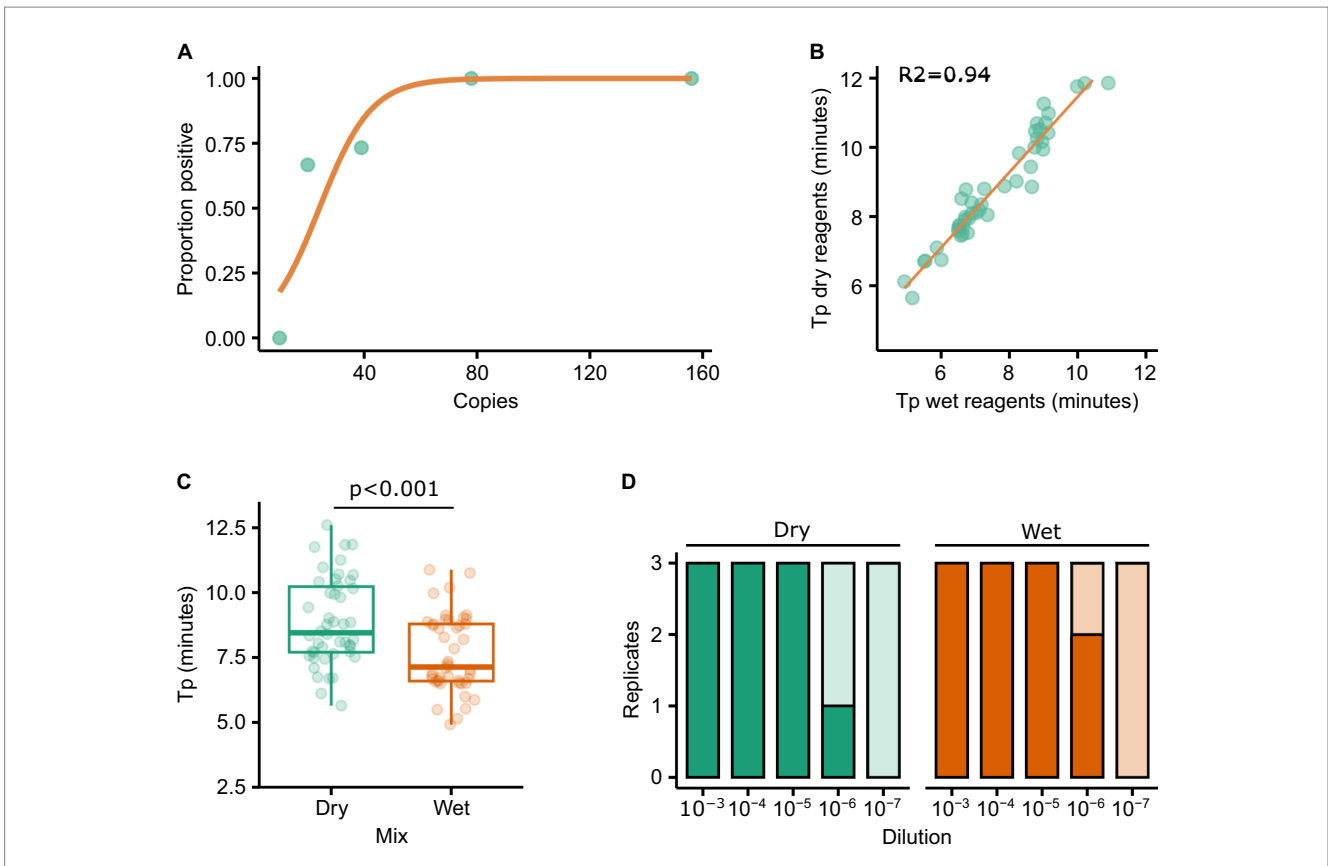 A
1.00
0.75
0.50
0.25
0.00
Proportion positive
40 80 120 160
Copies
B
R2=0.94
12
10
8
6
Tp dry reagents (minutes)
6 8 10 12
Tp wet reagents (minutes)
C
p<0.001
12.5
10.0
7.5
5.0
2.5
Tp (minutes)
Dry Wet
Mix
D
Dry Wet
3
2
1
0
Replicates
10⁻³ 10⁻⁴ 10⁻⁵ 10⁻⁶ 10⁻⁷ 10⁻³ 10⁻⁴ 10⁻⁵ 10⁻⁶ 10⁻⁷
Dilution